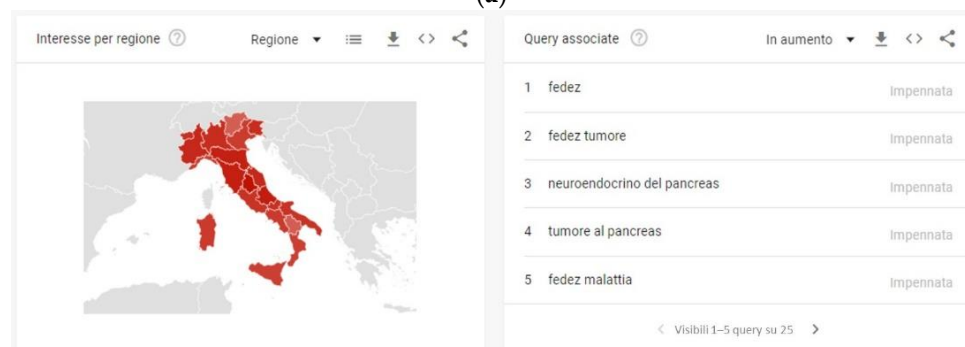 (a)
Interesse per regione
Regione
Query associate
In aumento
1 fedez Impennata
2 fedez tumore Impennata
3 neuroendocrino del pancreas Impennata
4 tumore al pancreas Impennata
5 fedez malattia Impennata
Visibili 1–5 query su 25